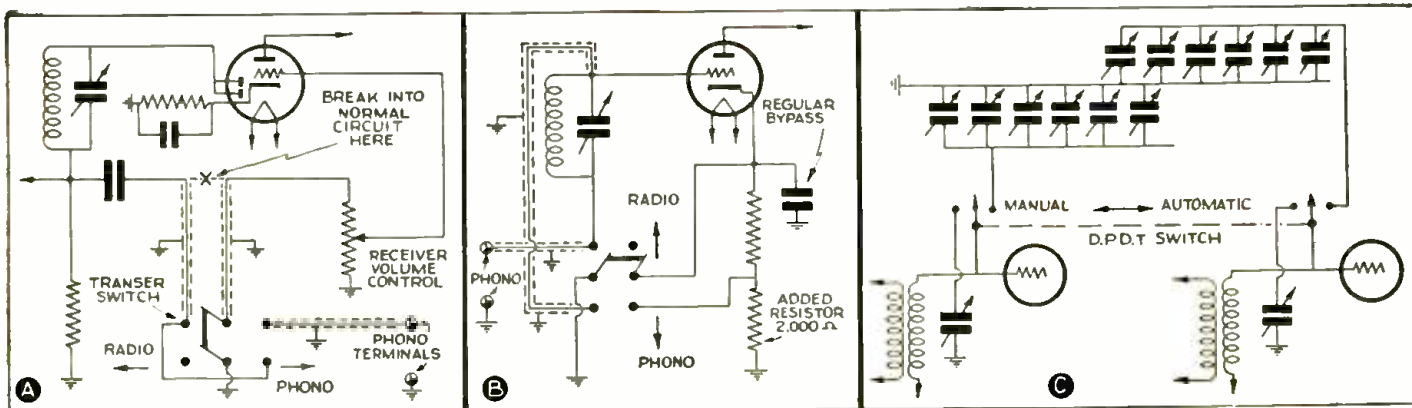 BREAK INTO
NORMAL
CIRCUIT
HERE
RECEIVER
VOLUME
CONTROL
TRANSER
SWITCH
RADIO
PHONO
PHONO
TERMINALS
A
REGULAR
BYPASS
RADIO
PHONO
ADDED
RESISTOR
2,000 Ω
PHONO
B
MANUAL
AUTOMATIC
D.P.D.T SWITCH
C